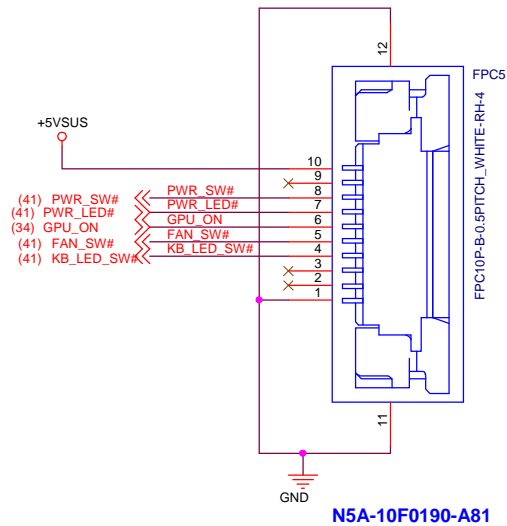 12
FPC5
+5VSUS
10
9
(41) PWR_SW# PWR_SW# 8
(41) PWR_LED# PWR_LED# 7
(34) GPU_ON GPU_ON 6
(41) FAN_SW# FAN_SW# 5
(41) KB_LED_SW# KB_LED_SW# 4
3
2
1
FPC10P-B-0.5PITCH_WHITE-RH-4
11
GND
N5A-10F0190-A81